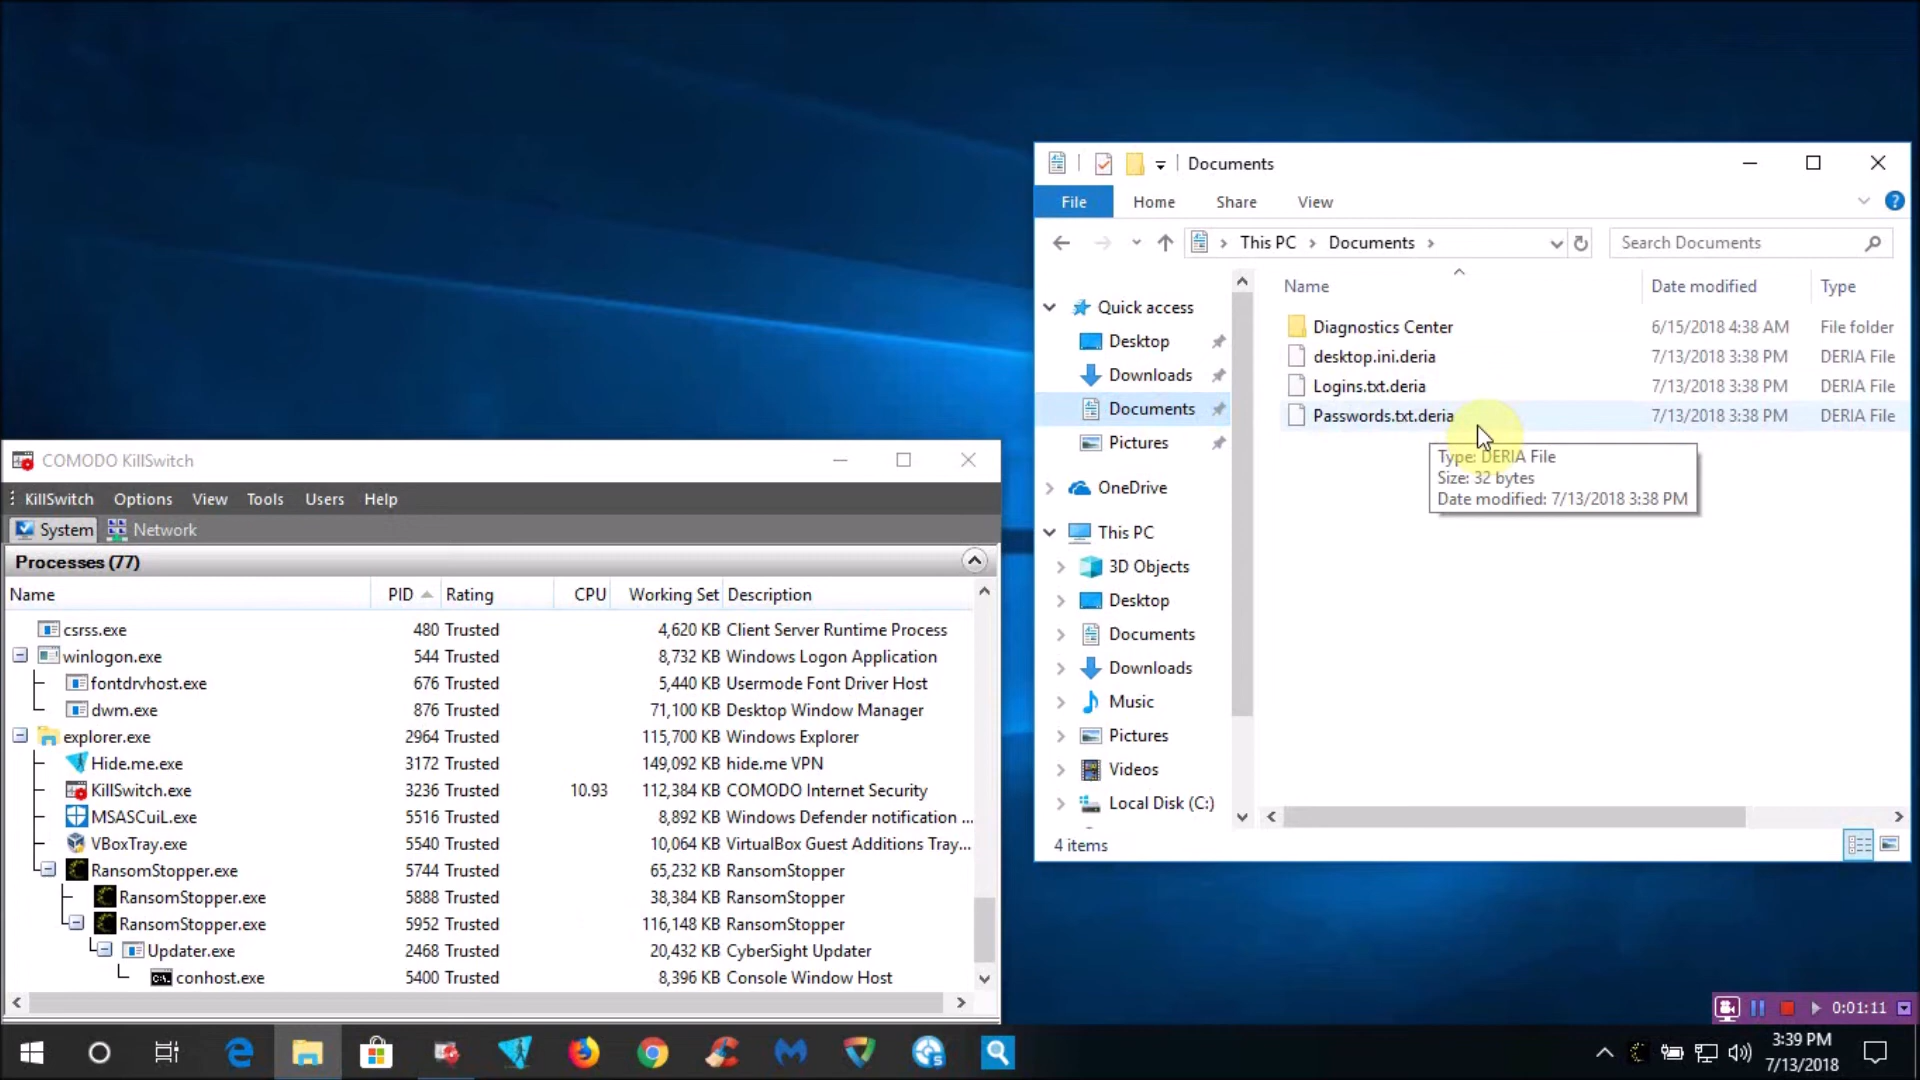 Documents
File Home Share View
This PC Documents
Search Documents
Name Date modified Type
Diagnostics Center 6/15/2018 4:38 AM File folder
desktop.ini.deria 7/13/2018 3:38 PM DERIA File
Logins.txt.deria 7/13/2018 3:38 PM DERIA File
Passwords.txt.deria 7/13/2018 3:38 PM DERIA File
Type: DERIA File
Size: 32 bytes
Date modified: 7/13/2018 3:38 PM
Quick access
Desktop
Downloads
Documents
Pictures
OneDrive
This PC
3D Objects
Desktop
Documents
Downloads
Music
Pictures
Videos
Local Disk (C:)
4 items
COMODO KillSwitch
KillSwitch Options View Tools Users Help
System Network
Processes (77)
Name PID Rating CPU Working Set Description
csrss.exe 480 Trusted 4,620 KB Client Server Runtime Process
winlogon.exe 544 Trusted 8,732 KB Windows Logon Application
fontdrvhost.exe 676 Trusted 5,440 KB Usermode Font Driver Host
dwm.exe 876 Trusted 71,100 KB Desktop Window Manager
explorer.exe 2964 Trusted 115,700 KB Windows Explorer
Hide.me.exe 3172 Trusted 149,092 KB hide.me VPN
KillSwitch.exe 3236 Trusted 10.93 112,384 KB COMODO Internet Security
MSASCuiL.exe 5516 Trusted 8,892 KB Windows Defender notification ...
VBoxTray.exe 5540 Trusted 10,064 KB VirtualBox Guest Additions Tray...
RansomStopper.exe 5744 Trusted 65,232 KB RansomStopper
RansomStopper.exe 5888 Trusted 38,384 KB RansomStopper
RansomStopper.exe 5952 Trusted 116,148 KB RansomStopper
Updater.exe 2468 Trusted 20,432 KB CyberSight Updater
conhost.exe 5400 Trusted 8,396 KB Console Window Host
0:01:11
3:39 PM
7/13/2018